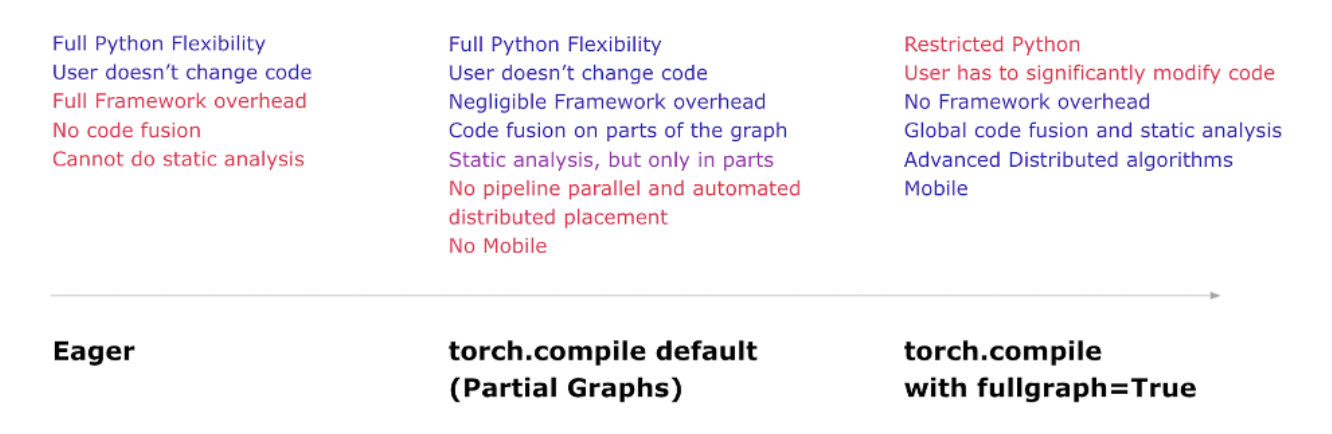 Full Python Flexibility
User doesn’t change code
Full Framework overhead
No code fusion
Cannot do static analysis
Full Python Flexibility
User doesn’t change code
Negligible Framework overhead
Code fusion on parts of the graph
Static analysis, but only in parts
No pipeline parallel and automated
distributed placement
No Mobile
Restricted Python
User has to significantly modify code
No Framework overhead
Global code fusion and static analysis
Advanced Distributed algorithms
Mobile
Eager
torch.compile default
(Partial Graphs)
torch.compile
with fullgraph=True